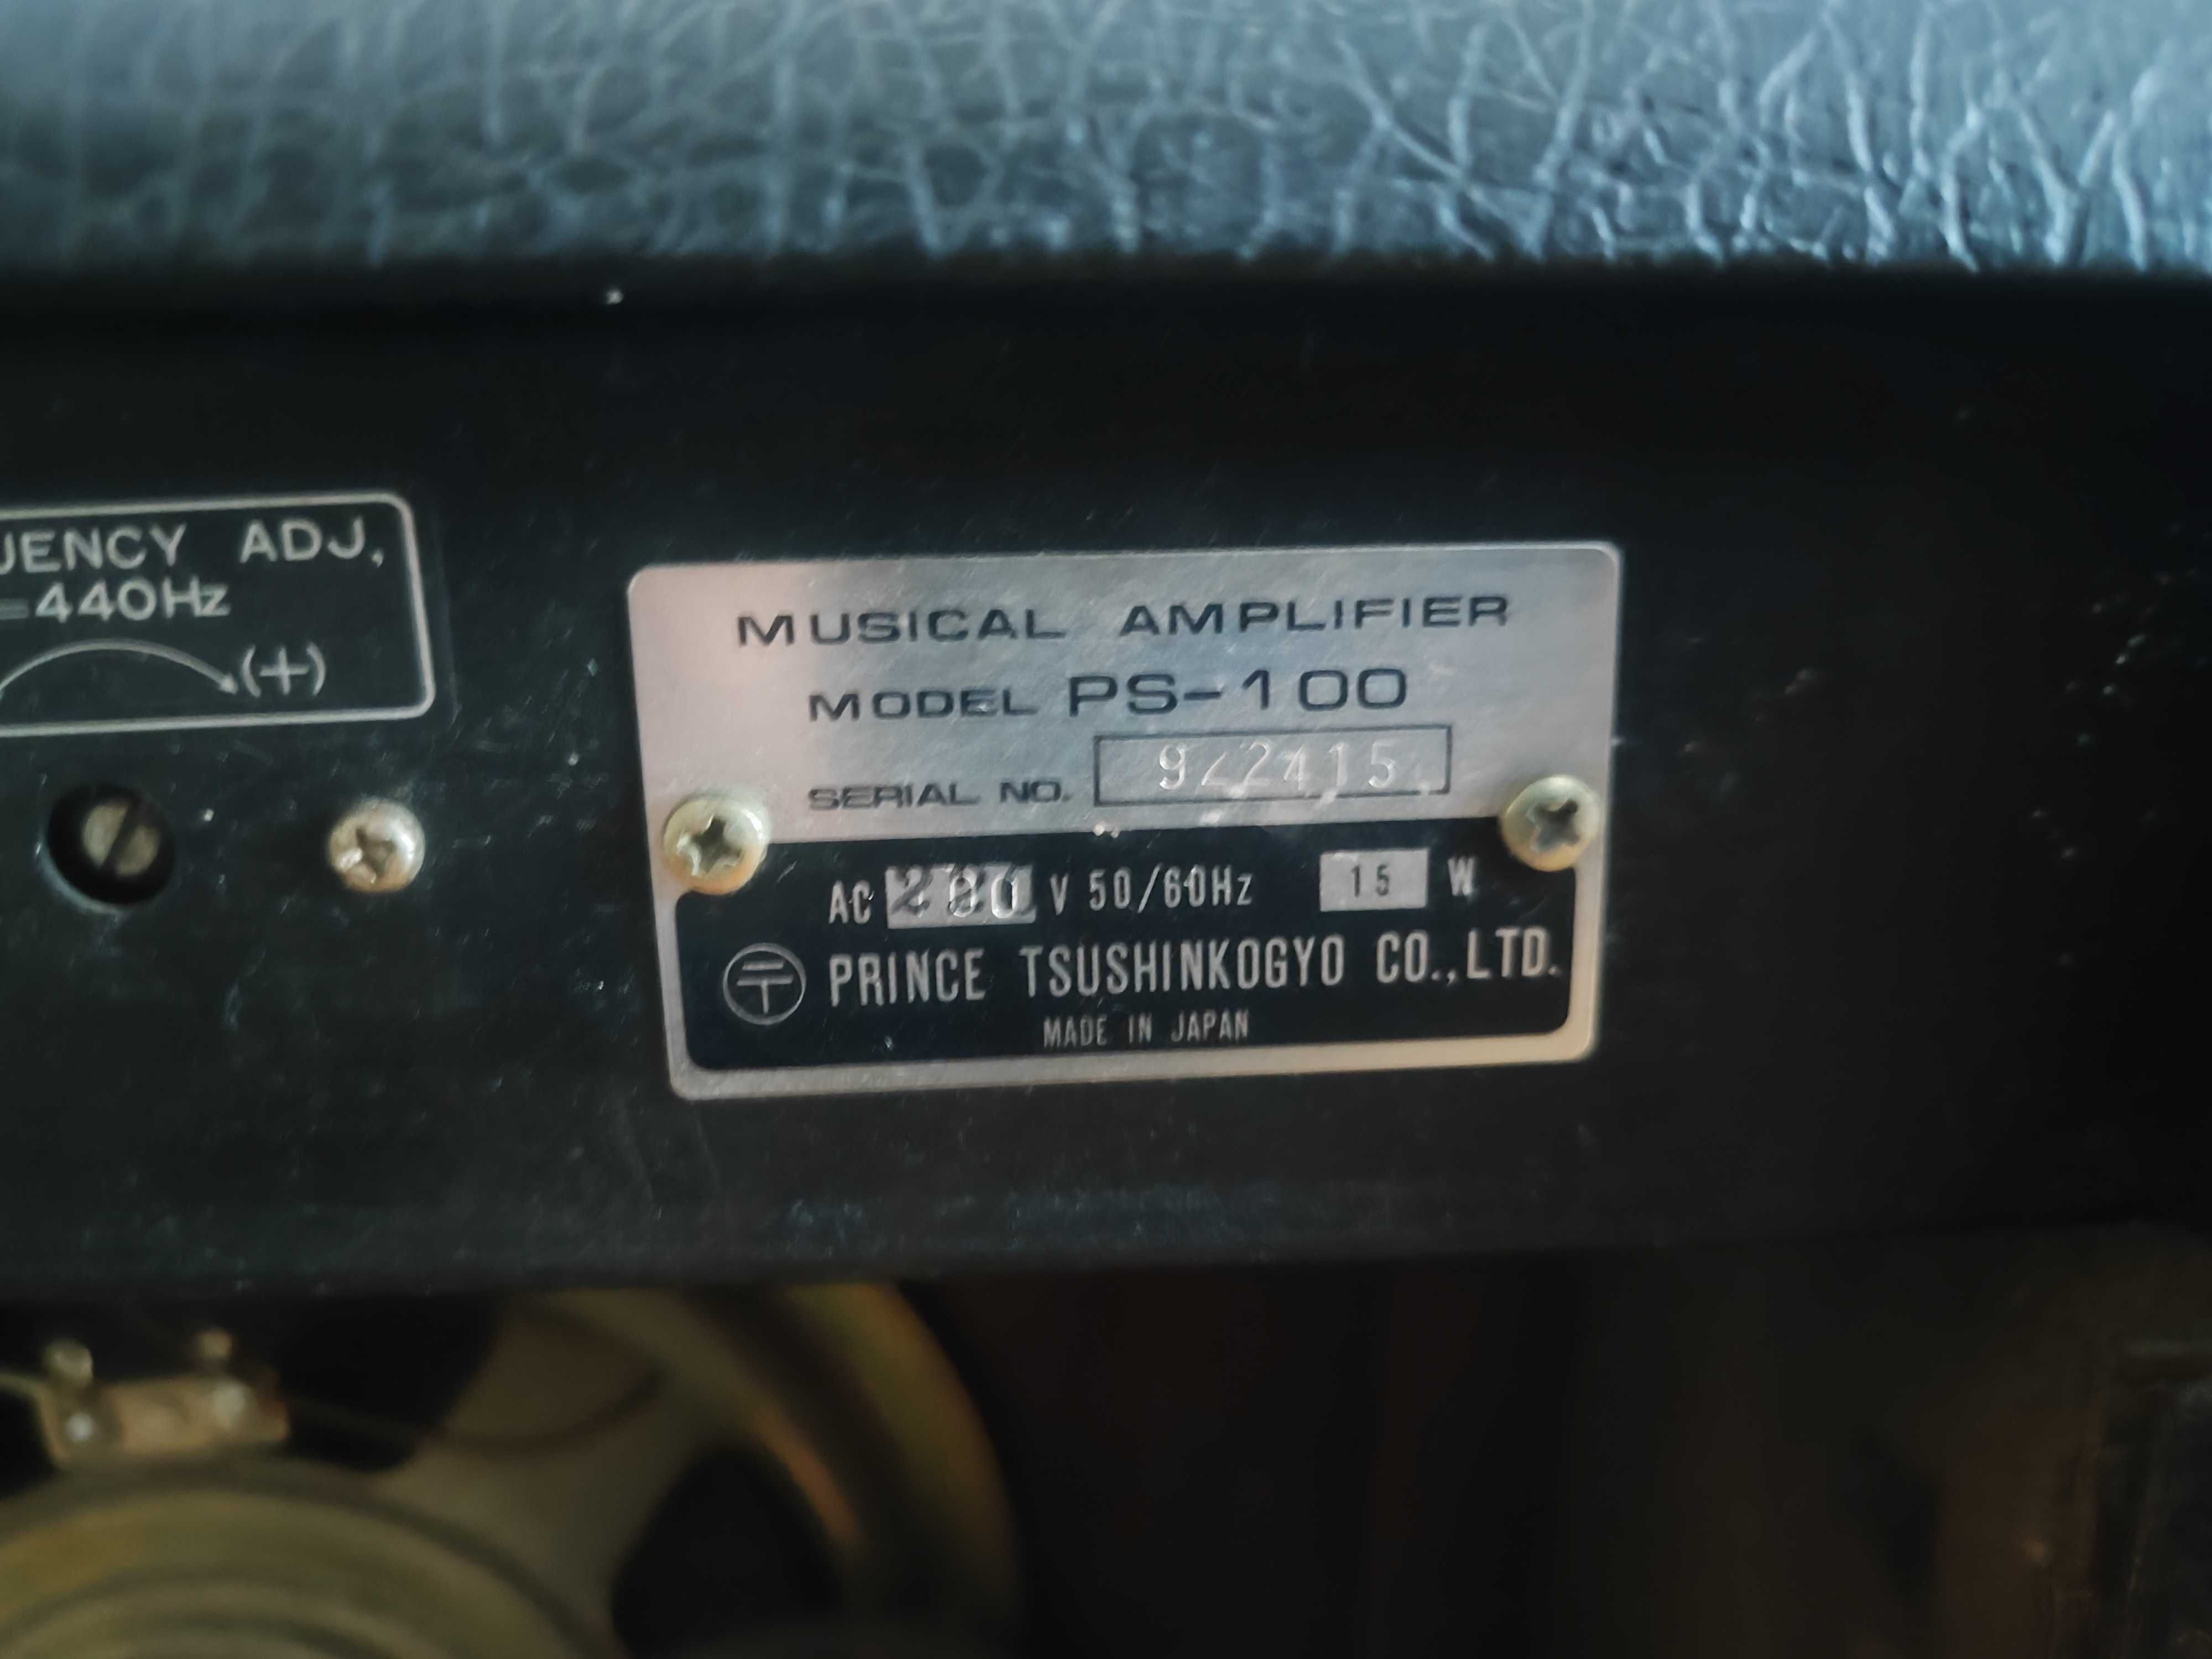 ADJ,
=440Hz
(+)
MUSICAL AMPLIFIER
MODEL PS-100
SERIAL NO.
AC V 50/60Hz 15 W
〒 PRINCE TSUSHINKOGYO CO.,LTD.
MADE IN JAPAN